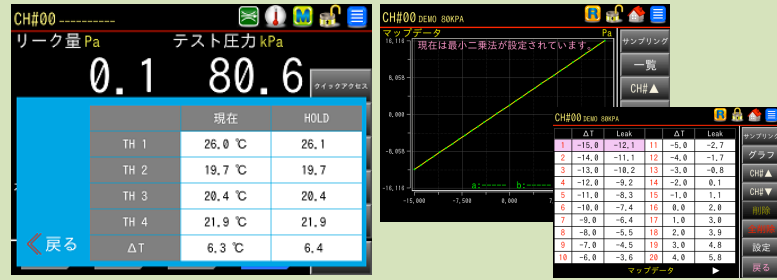 CH#00 ----------
M
リーク量 Pa
テスト圧力 kPa
0.1
80.6
クイックアクセス
現在 HOLD
TH 1 26.0 ℃ 26.1
TH 2 19.7 ℃ 19.7
TH 3 20.4 ℃ 20.4
TH 4 21.9 ℃ 21.9
ΔT 6.3 ℃ 6.4
戻る
CH#00 DEMO 80KPA
R
マップデータ
Pa
現在は最小二乗法が設定されています。
8,058
0.000
-8,058
-16,116
-15,000 -7,500 0,000
a:----- b:-----
サンプリング
一覧
CH#▲
CH#00 DEMO 80KPA
R
ΔT Leak ΔT Leak
1 -15.0 -12.1 11 -5.0 -2.7
2 -14.0 -11.1 12 -4.0 -1.7
3 -13.0 -10.2 13 -3.0 -0.8
4 -12.0 -9.2 14 -2.0 0.1
5 -11.0 -8.3 15 -1.0 1.1
6 -10.0 -7.4 16 0.0 2.0
7 -9.0 -6.4 17 1.0 3.0
8 -8.0 -5.5 18 2.0 3.9
9 -7.0 -4.5 19 3.0 4.8
10 -6.0 -3.6 20 4.0 5.8
マップデータ ▶
サンプリング
グラフ
CH#▲
CH#▼
削除
設定
戻る